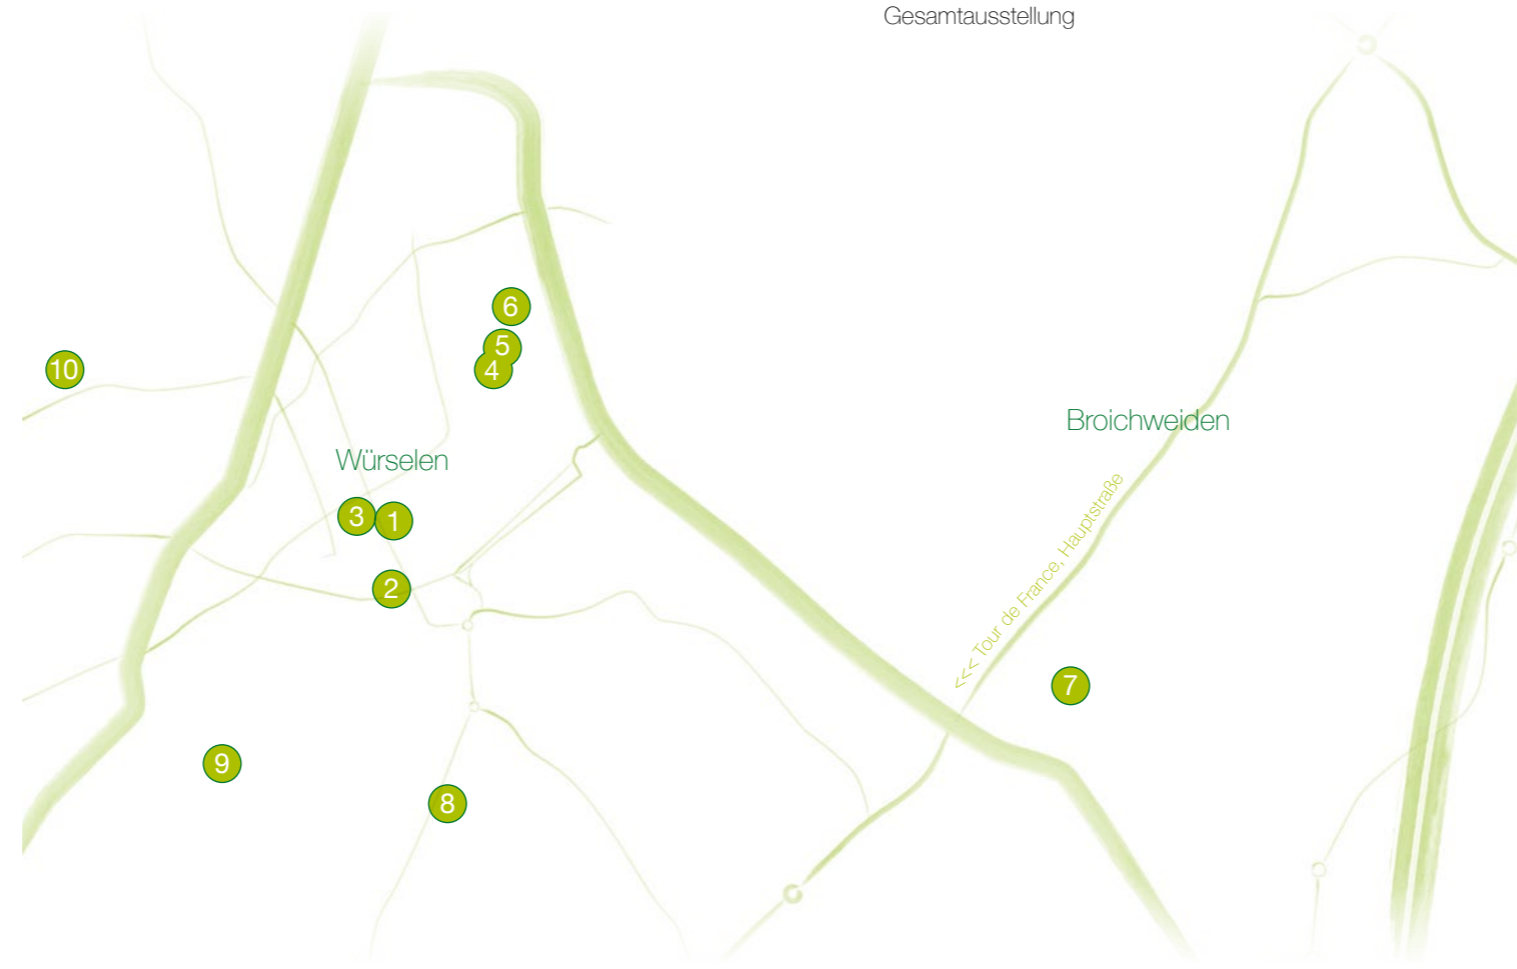 Gesamtausstellung
6
5
4
10
Broichweiden
Würselen
3
1
<<< Tour de France, Hauptstraße
2
7
9
8